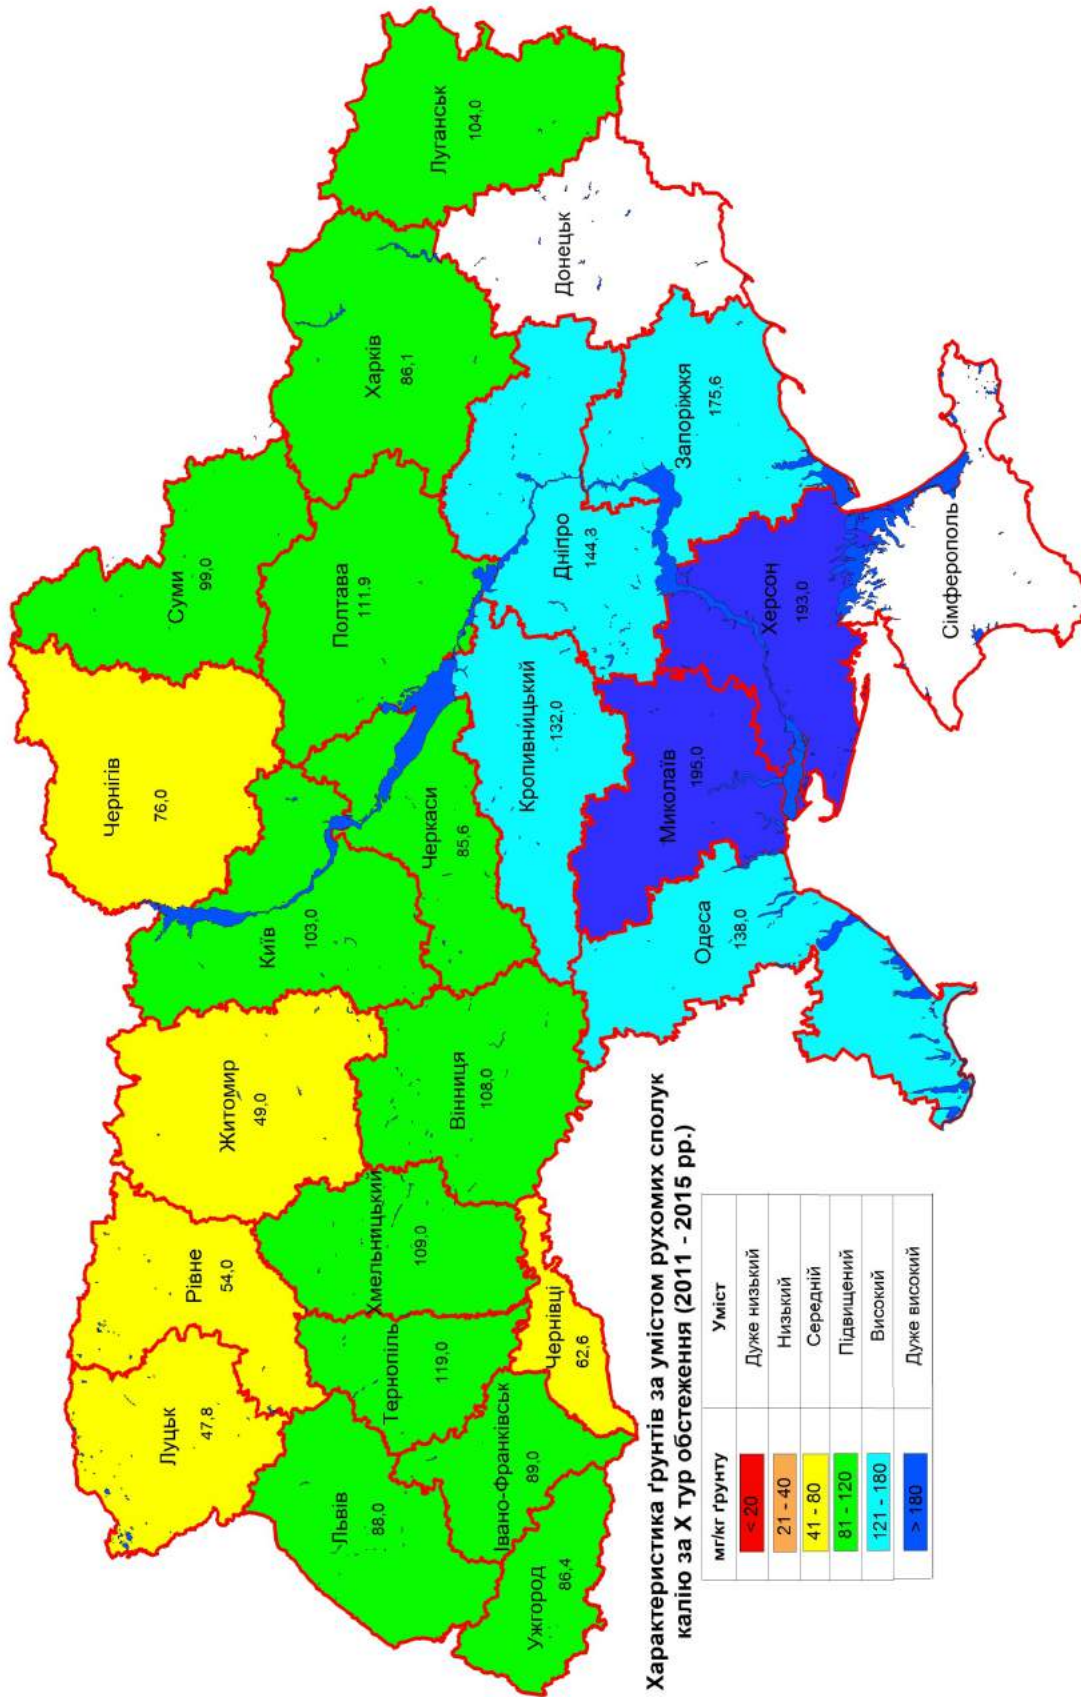 Чернігів
76,0
Суми
99,0
Луцьк
47,8
Рівне
54,0
Житомир
49,0
Київ
103,0
Полтава
111,9
Харків
86,1
Луганськ
104,0
Львів
88,0
Тернопіль
119,0
Хмельницький
109,0
Вінниця
108,0
Черкаси
85,6
Ужгород
86,4
Івано-Франківськ
89,0
Чернівці
62,6
Кропивницький
132,0
Дніпро
144,3
Донецьк
Одеса
138,0
Миколаїв
195,0
Запоріжжя
175,6
Херсон
193,0
Сімферополь
Характеристика ґрунтів за умістом рухомих сполук
калію за X тур обстеження (2011 - 2015 рр.)
мг/кг ґрунту Уміст
< 20 Дуже низький
21 - 40 Низький
41 - 80 Середній
81 - 120 Підвищений
121 - 180 Високий
> 180 Дуже високий